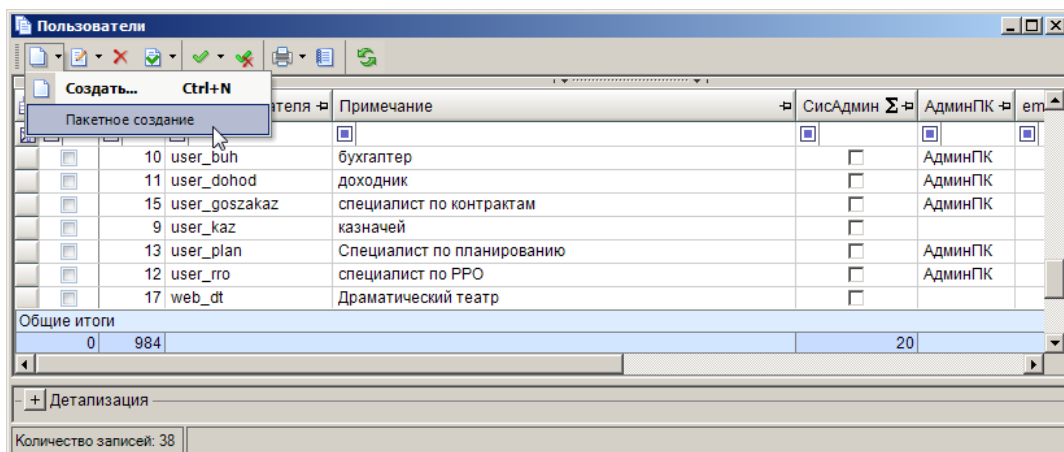 Пользователи
Создать... Ctrl+N
Пакетное создание
ателя Примечание СисАдмин Σ АдминПК em
10 user_buh бухгалтер АдминПК
11 user_dohod доходник АдминПК
15 user_goszakaz специалист по контрактам АдминПК
9 user_kaz казначей
13 user_plan Специалист по планированию АдминПК
12 user_rro специалист по РРО АдминПК
17 web_dt Драматический театр
Общие итоги
0 984 20
+ Детализация
Количество записей: 38